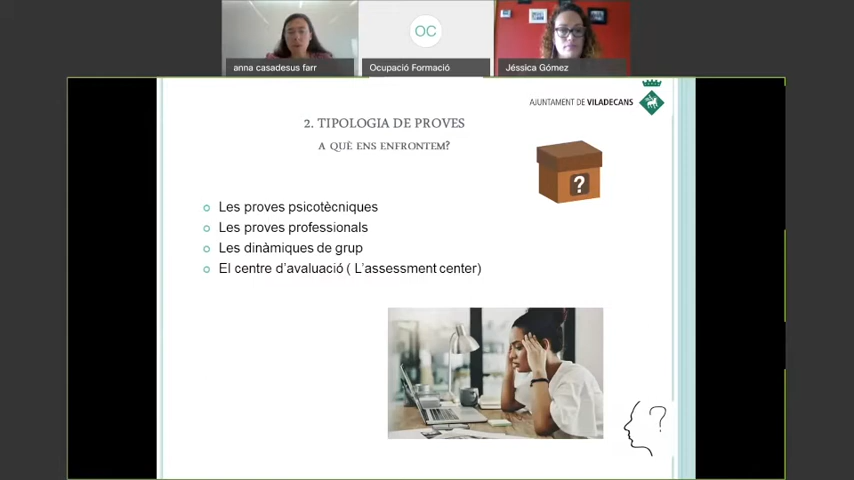 OC
anna casadesus farr
Ocupació Formació
Jéssica Gómez
AJUNTAMENT DE VILADECANS
2. TIPOLOGIA DE PROVES
A QUÈ ENS ENFRONTEM?
?
Les proves psicotècniques
Les proves professionals
Les dinàmiques de grup
El centre d'avaluació ( L'assessment center)
?